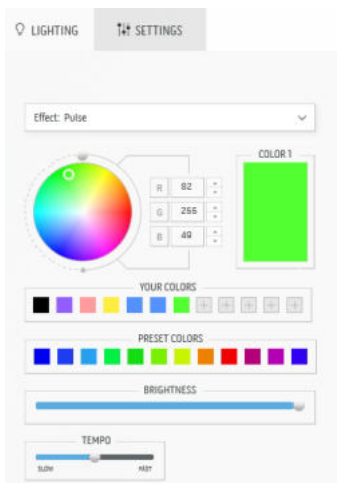 LIGHTING
SETTINGS
Effect: Pulse
COLOR 1
R 82
G 255
B 49
YOUR COLORS
PRESET COLORS
BRIGHTNESS
TEMPO
SLOW FAST